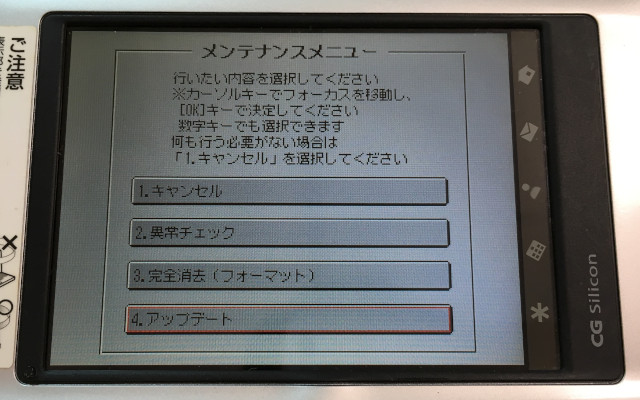 メンテナンスメニュー
行いたい内容を選択してください
※カーソルキーでフォーカスを移動し、
[OK]キーで決定してください
数字キーでも選択できます
何も行う必要がない場合は
「1.キャンセル」を選択してください
1.キャンセル
2.異常チェック
3.完全消去(フォーマット)
4.アップデート
CG Silicon
ご注意